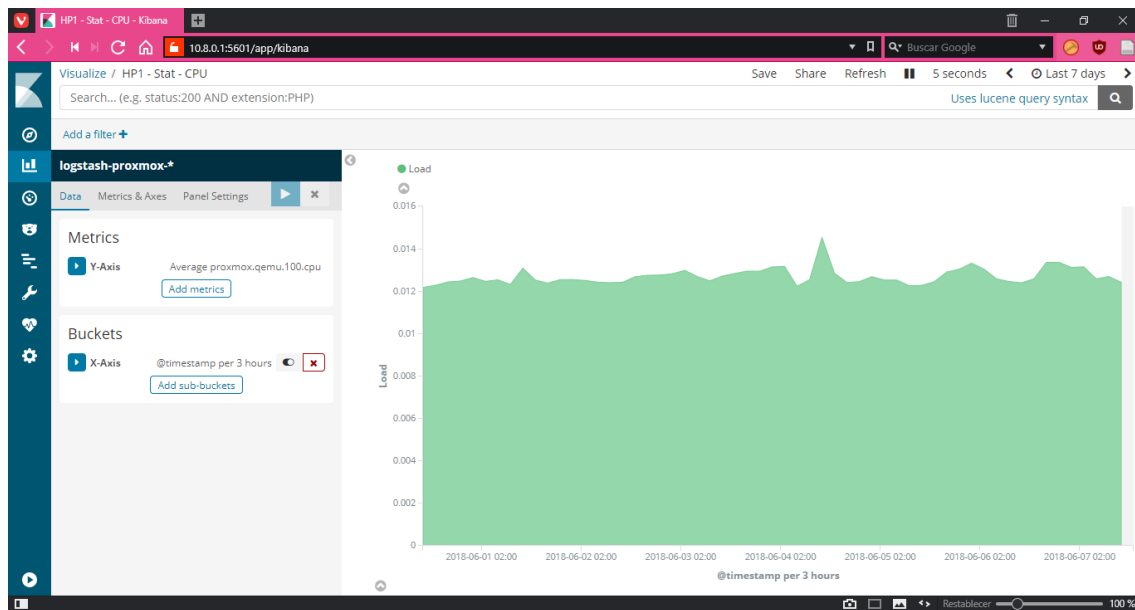 HP1 - Stat - CPU - Kibana
10.8.0.1:5601/app/kibana
Buscar Google
Visualize / HP1 - Stat - CPU
Save Share Refresh 5 seconds Last 7 days
Search... (e.g. status:200 AND extension:PHP)
Uses lucene query syntax
Add a filter +
logstash-proxmox-*
Data Metrics & Axes Panel Settings
Metrics
Y-Axis Average proxmox.qemu.100.cpu
Add metrics
Buckets
X-Axis @timestamp per 3 hours
Add sub-buckets
Load
0.016
0.014
0.012
0.01
0.008
0.006
0.004
0.002
0
Load
2018-06-01 02:00 2018-06-02 02:00 2018-06-03 02:00 2018-06-04 02:00 2018-06-05 02:00 2018-06-06 02:00 2018-06-07 02:00
@timestamp per 3 hours
Restablecer 100 %